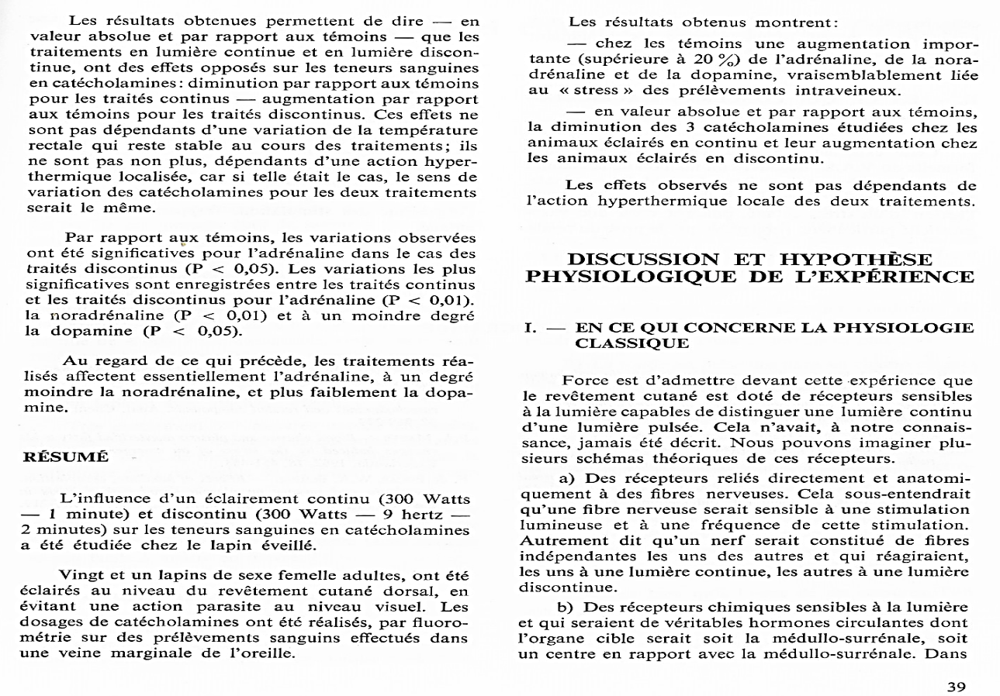 Les résultats obtenues permettent de dire — en
valeur absolue et par rapport aux témoins — que les
traitements en lumière continue et en lumière discon-
tinue, ont des effets opposés sur les teneurs sanguines
en catécholamines : diminution par rapport aux témoins
pour les traités continus — augmentation par rapport
aux témoins pour les traités discontinus. Ces effets ne
sont pas dépendants d'une variation de la température
rectale qui reste stable au cours des traitements ; ils
ne sont pas non plus, dépendants d'une action hyper-
thermique localisée, car si telle était le cas, le sens de
variation des catécholamines pour les deux traitements
serait le même.
Par rapport aux témoins, les variations observées
ont été significatives pour l'adrénaline dans le cas des
traités discontinus (P < 0,05). Les variations les plus
significatives sont enregistrées entre les traités continus
et les traités discontinus pour l'adrénaline (P < 0,01).
la noradrénaline (P < 0,01) et à un moindre degré
la dopamine (P < 0,05).
Au regard de ce qui précède, les traitements réa-
lisés affectent essentiellement l'adrénaline, à un degré
moindre la noradrénaline, et plus faiblement la dopa-
mine.
RÉSUMÉ
L'influence d'un éclairement continu (300 Watts
— 1 minute) et discontinu (300 Watts — 9 hertz —
2 minutes) sur les teneurs sanguines en catécholamines
a été étudiée chez le lapin éveillé.
Vingt et un lapins de sexe femelle adultes, ont été
éclairés au niveau du revêtement cutané dorsal, en
évitant une action parasite au niveau visuel. Les
dosages de catécholamines ont été réalisés, par fluoro-
métrie sur des prélèvements sanguins effectués dans
une veine marginale de l'oreille.
Les résultats obtenus montrent :
— chez les témoins une augmentation impor-
tante (supérieure à 20 %) de l'adrénaline, de la nora-
drénaline et de la dopamine, vraisemblablement liée
au « stress » des prélèvements intraveineux.
— en valeur absolue et par rapport aux témoins,
la diminution des 3 catécholamines étudiées chez les
animaux éclairés en continu et leur augmentation chez
les animaux éclairés en discontinu.
Les effets observés ne sont pas dépendants de
l'action hyperthermique locale des deux traitements.
DISCUSSION ET HYPOTHÈSE
PHYSIOLOGIQUE DE L'EXPÉRIENCE
I. — EN CE QUI CONCERNE LA PHYSIOLOGIE
CLASSIQUE
Force est d'admettre devant cette expérience que
le revêtement cutané est doté de récepteurs sensibles
à la lumière capables de distinguer une lumière continu
d'une lumière pulsée. Cela n'avait, à notre connais-
sance, jamais été décrit. Nous pouvons imaginer plu-
sieurs schémas théoriques de ces récepteurs.
a) Des récepteurs reliés directement et anatomi-
quement à des fibres nerveuses. Cela sous-entendrait
qu'une fibre nerveuse serait sensible à une stimulation
lumineuse et à une fréquence de cette stimulation.
Autrement dit qu'un nerf serait constitué de fibres
indépendantes les uns des autres et qui réagiraient,
les uns à une lumière continue, les autres à une lumière
discontinue.
b) Des récepteurs chimiques sensibles à la lumière
et qui seraient de véritables hormones circulantes dont
l'organe cible serait soit la médullo-surrénale, soit
un centre en rapport avec la médullo-surrénale. Dans
39